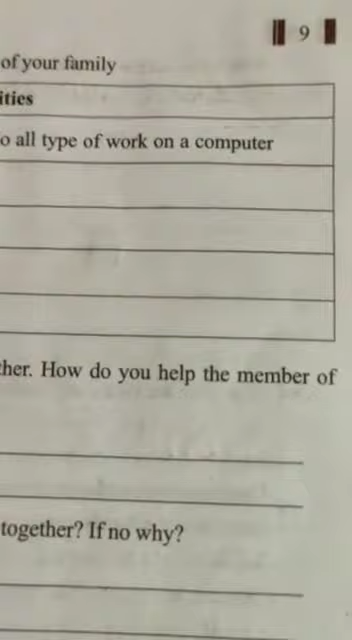 9
of your family
ities
o all type of work on a computer
ther. How do you help the member of
together? If no why?